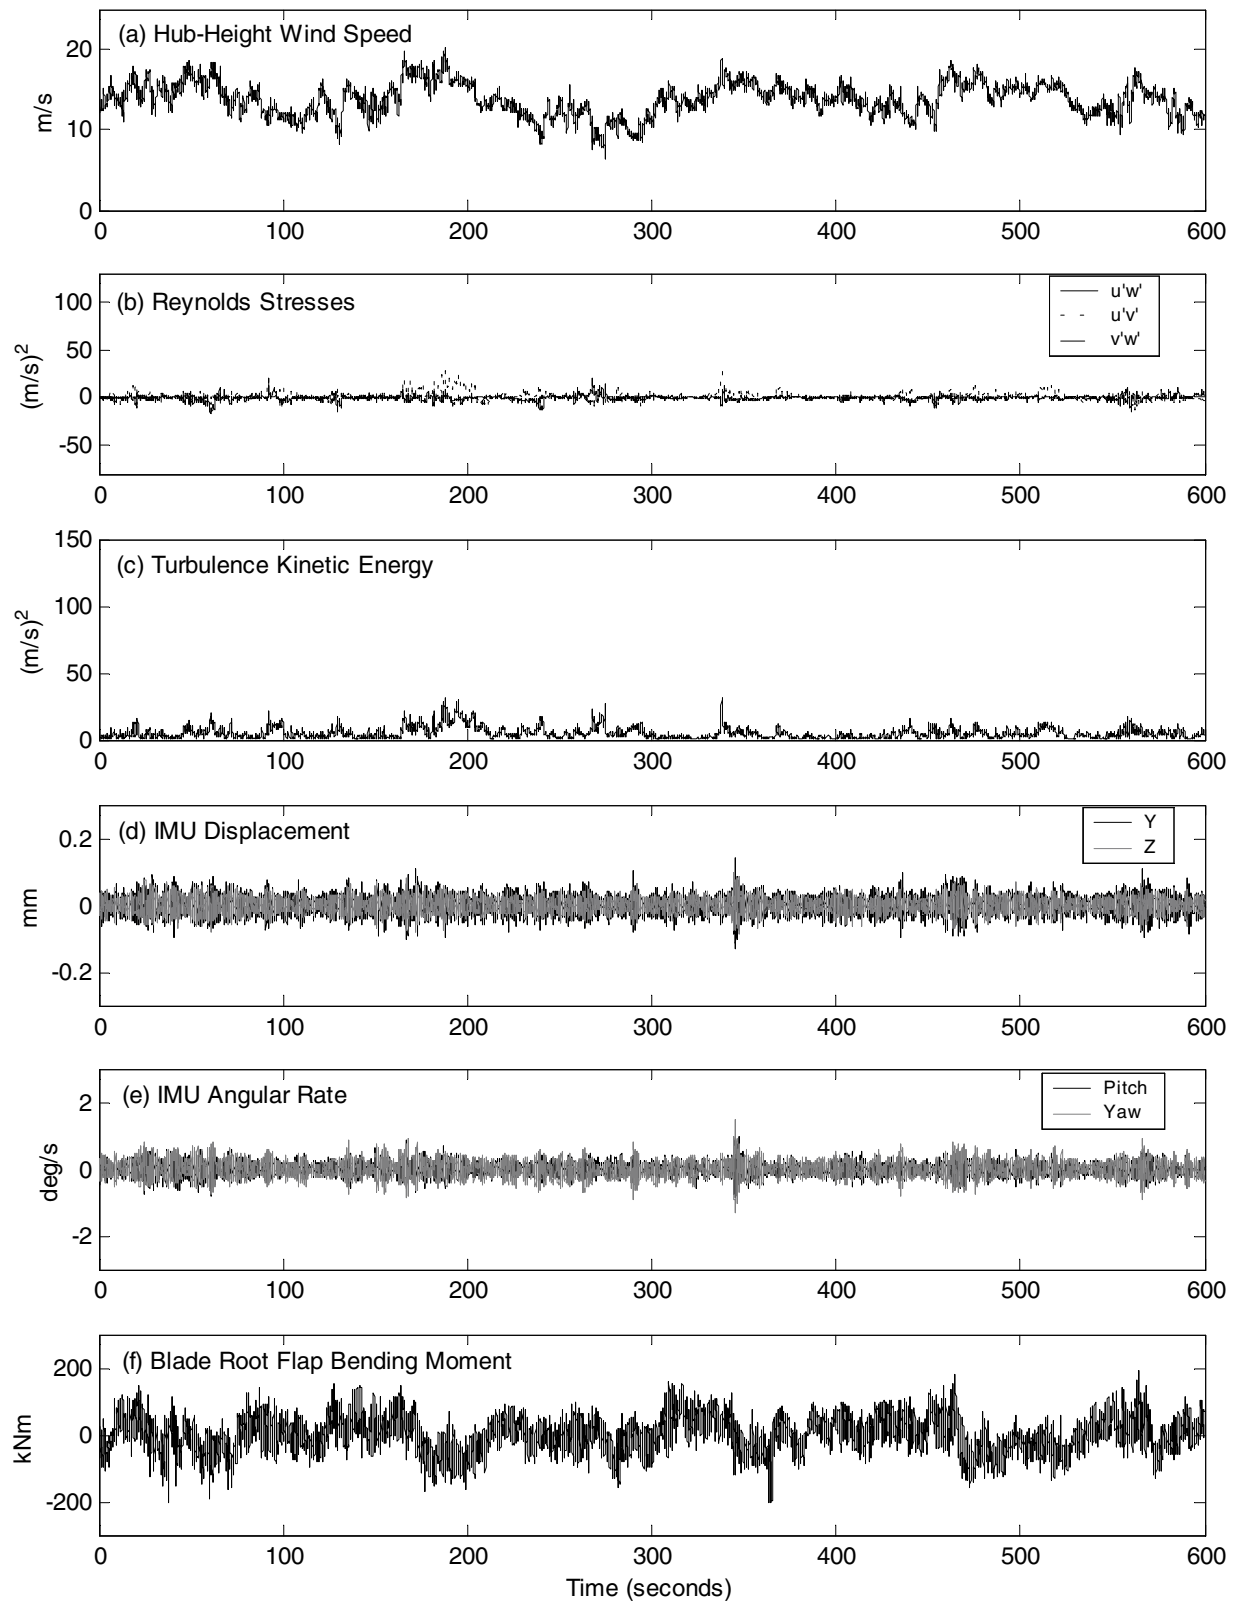 (a) Hub-Height Wind Speed
20
10
0
m/s
0 100 200 300 400 500 600
(b) Reynolds Stresses
u'w'
u'v'
v'w'
100
50
0
-50
(m/s)2
0 100 200 300 400 500 600
(c) Turbulence Kinetic Energy
150
100
50
0
(m/s)2
0 100 200 300 400 500 600
(d) IMU Displacement
Y
Z
0.2
0
-0.2
mm
0 100 200 300 400 500 600
(e) IMU Angular Rate
Pitch
Yaw
2
0
-2
deg/s
0 100 200 300 400 500 600
(f) Blade Root Flap Bending Moment
200
0
-200
kNm
0 100 200 300 400 500 600
Time (seconds)